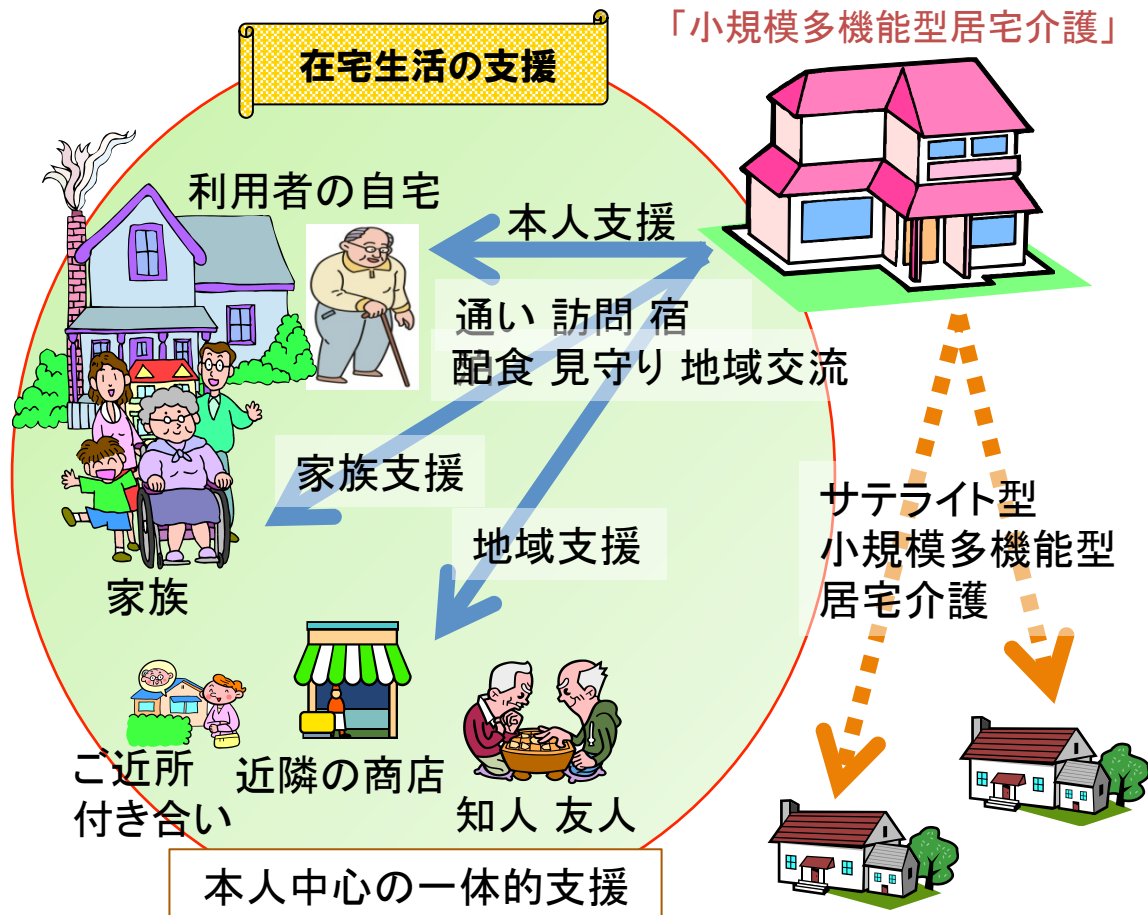 「小規模多機能型居宅介護」
在宅生活の支援
利用者の自宅
本人支援
通い 訪問 宿
配食 見守り 地域交流
家族支援
地域支援
サテライト型
小規模多機能型
居宅介護
家族
ご近所
付き合い
近隣の商店
知人 友人
本人中心の一体的支援